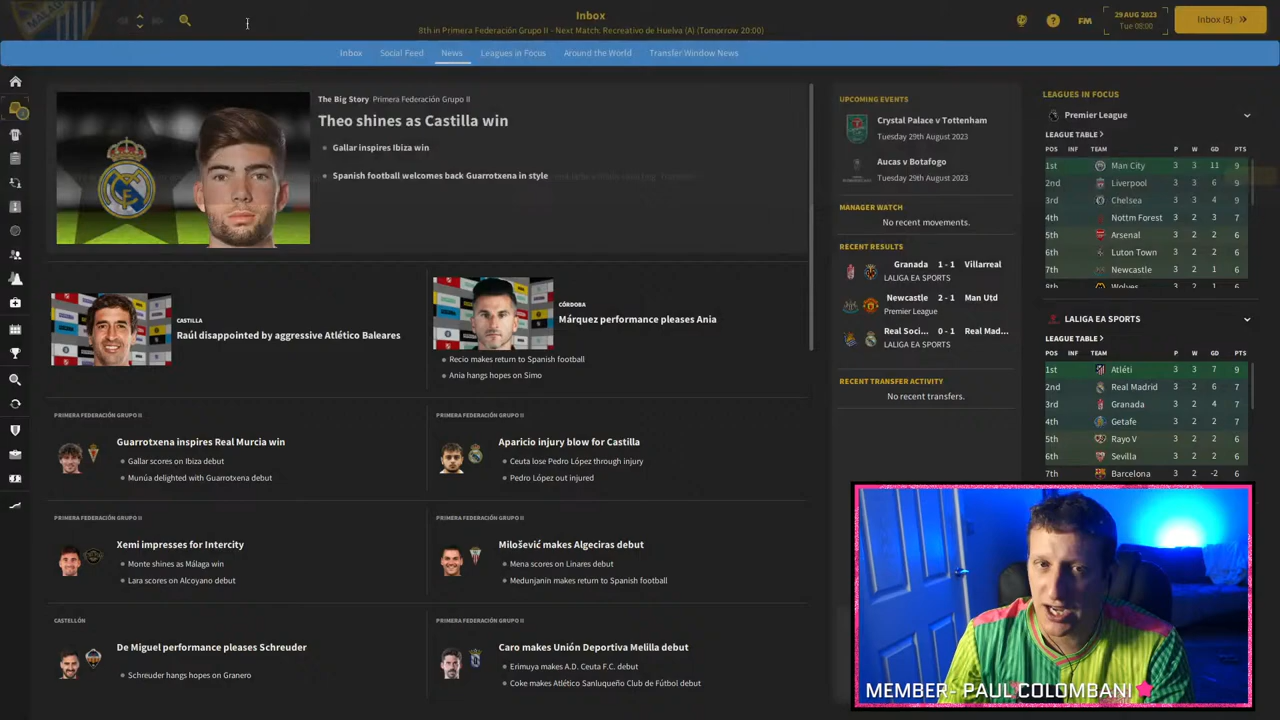 Inbox
8th in Primera Federación Grupo II - Next Match: Recreativo de Huelva (A) (Tomorrow 20:00)
FM
29 AUG 2023
Tue 08:00
Inbox (5)
Inbox
Social Feed
News
Leagues in Focus
Around the World
Transfer Window News
The Big Story Primera Federación Grupo II
Theo shines as Castilla win
Gallar inspires Ibiza win
Spanish football welcomes back Guarrotxena in style
CASTILLA
Raúl disappointed by aggressive Atlético Baleares
CÓRDOBA
Márquez performance pleases Ania
Recio makes return to Spanish football
Ania hangs hopes on Simo
PRIMERA FEDERACIÓN GRUPO II
Guarrotxena inspires Real Murcia win
Gallar scores on Ibiza debut
Munúa delighted with Guarrotxena debut
PRIMERA FEDERACIÓN GRUPO II
Aparicio injury blow for Castilla
Ceuta lose Pedro López through injury
Pedro López out injured
PRIMERA FEDERACIÓN GRUPO II
Xemi impresses for Intercity
Monte shines as Málaga win
Lara scores on Alcoyano debut
PRIMERA FEDERACIÓN GRUPO II
Milošević makes Algeciras debut
Mena scores on Linares debut
Medunjanin makes return to Spanish football
CASTELLÓN
De Miguel performance pleases Schreuder
Schreuder hangs hopes on Granero
PRIMERA FEDERACIÓN GRUPO II
Caro makes Unión Deportiva Melilla debut
Erimuya makes A.D. Ceuta F.C. debut
Coke makes Atlético Sanluqueño Club de Fútbol debut
UPCOMING EVENTS
Crystal Palace v Tottenham
Tuesday 29th August 2023
Aucas v Botafogo
Tuesday 29th August 2023
MANAGER WATCH
No recent movements.
RECENT RESULTS
Granada 1 - 1 Villarreal
LALIGA EA SPORTS
Newcastle 2 - 1 Man Utd
Premier League
Real Soci... 0 - 1 Real Mad...
LALIGA EA SPORTS
RECENT TRANSFER ACTIVITY
No recent transfers.
LEAGUES IN FOCUS
Premier League
LEAGUE TABLE
POS INF TEAM P W GD PTS
1st Man City 3 3 11 9
2nd Liverpool 3 3 6 9
3rd Chelsea 3 3 4 9
4th Nottm Forest 3 2 3 7
5th Arsenal 3 2 2 6
6th Luton Town 3 2 2 6
7th Newcastle 3 2 1 6
8th Wolves 3 2 1 6
LALIGA EA SPORTS
LEAGUE TABLE
POS INF TEAM P W GD PTS
1st Atléti 3 3 7 9
2nd Real Madrid 3 2 6 7
3rd Granada 3 2 4 7
4th Getafe 3 2 2 7
5th Rayo V 3 2 2 6
6th Sevilla 3 2 2 6
7th Barcelona 3 2 -2 6
MEMBER- PAUL COLOMBANI